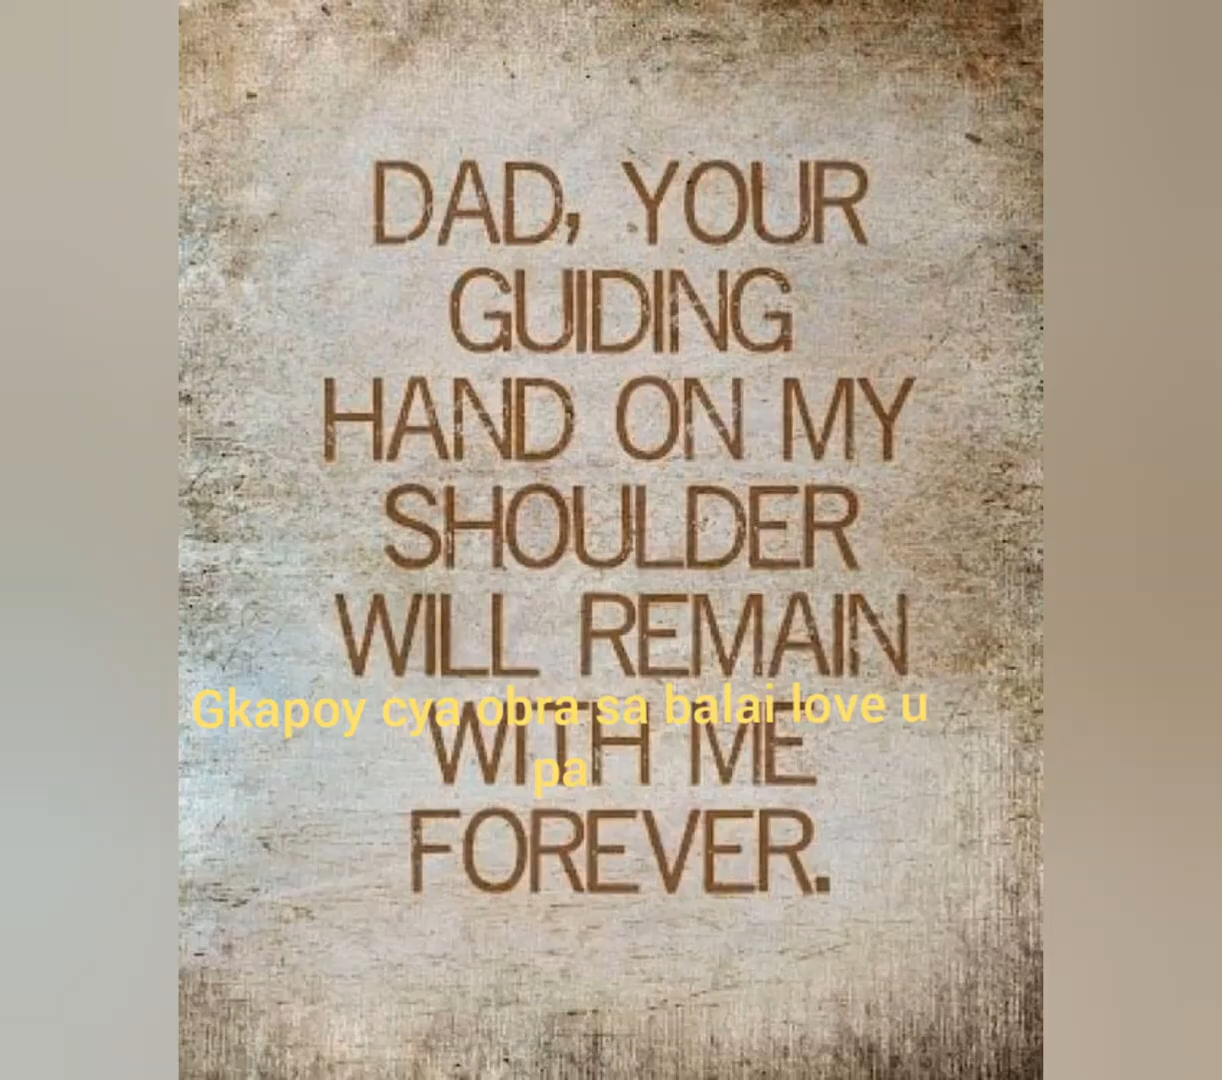 DAD, YOUR
GUIDING
HAND ON MY
SHOULDER
WILL REMAIN
Gkapoy cya obra sa balai love u
pa
WITH ME
FOREVER.